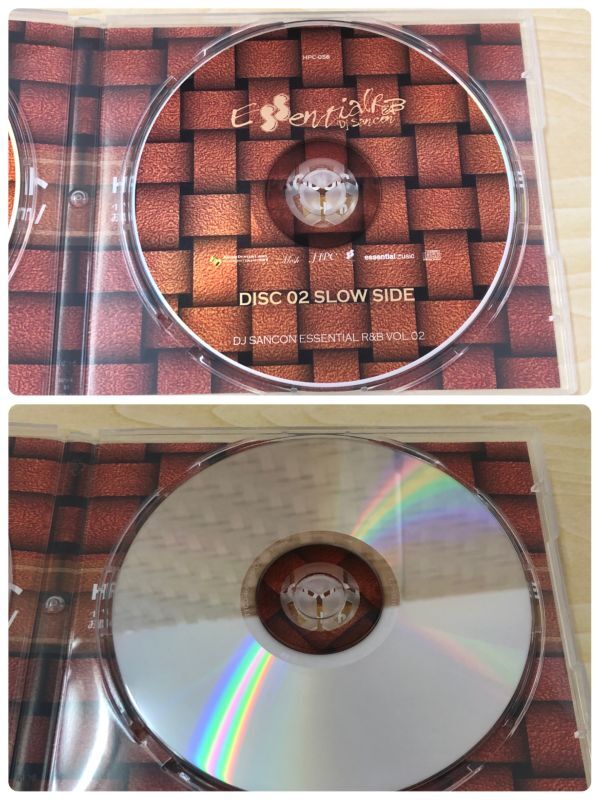 HPC-058
Essential R&B
Dj Sancon
HPC
essential music
DISC 02 SLOW SIDE
DJ SANCON ESSENTIAL R&B VOL.02